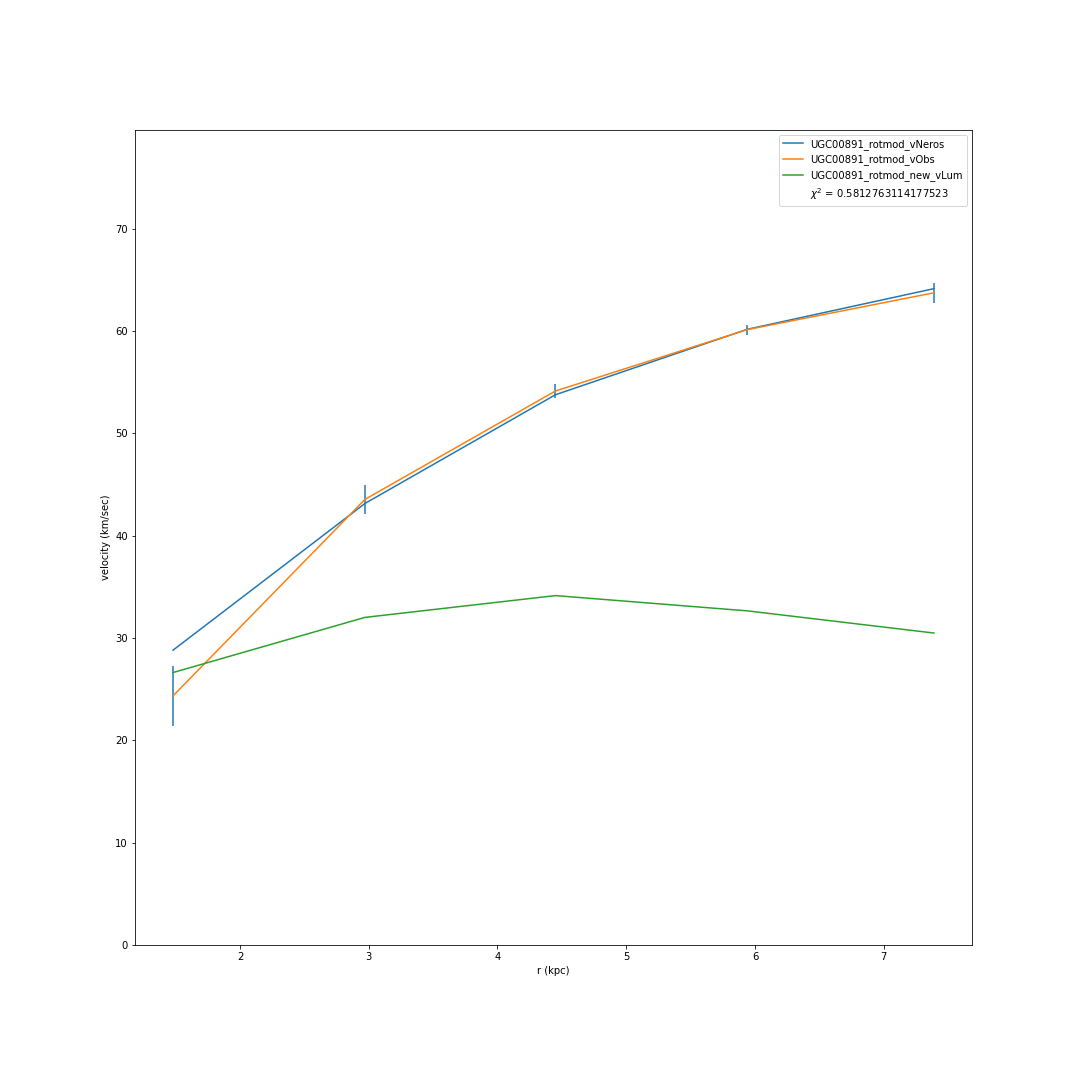 UGC00891_rotmod_vNeros
UGC00891_rotmod_vObs
UGC00891_rotmod_new_vLum
χ² = 0.5812763114177523
70
60
50
40
30
20
10
0
velocity (km/sec)
2 3 4 5 6 7
r (kpc)